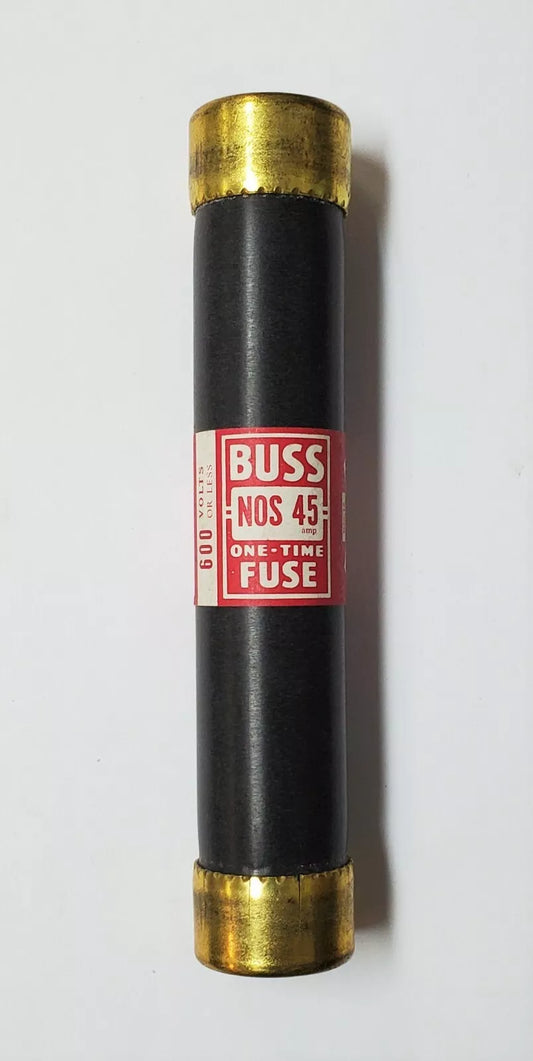 BUSS
NOS 45
amp
ONE-TIME
FUSE
600 VOLTS
OR LESS